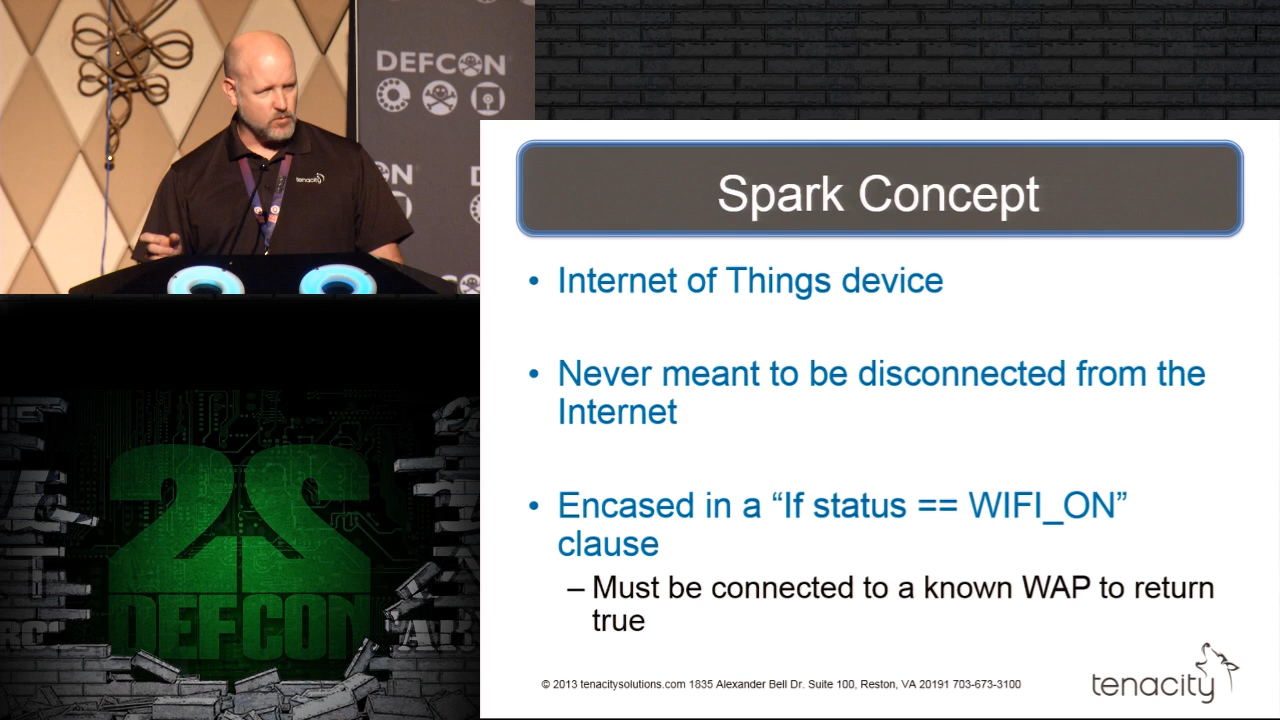 DEFCON
tenacity
Spark Concept
• Internet of Things device
• Never meant to be disconnected from the
Internet
• Encased in a “If status == WIFI_ON”
clause
– Must be connected to a known WAP to return
true
© 2013 tenacitysolutions.com 1835 Alexander Bell Dr. Suite 100, Reston, VA 20191 703-673-3100
tenacity
22
DEFCON